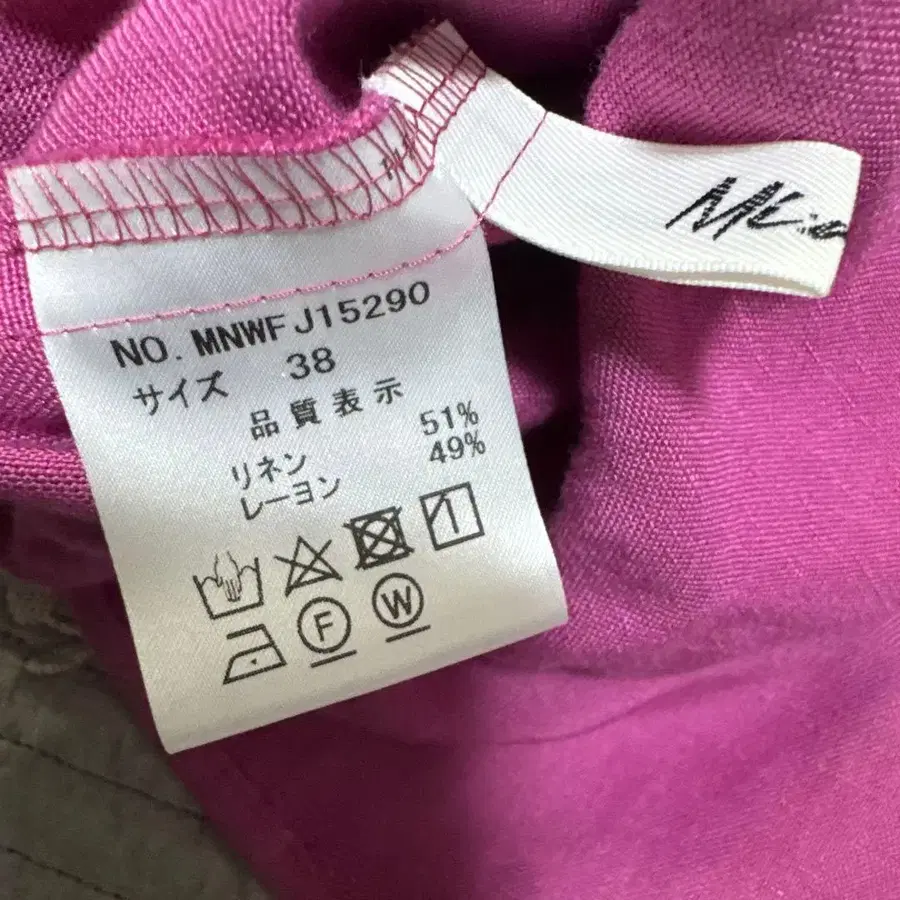 NO. MNWFJ15290
サイズ 38
品質表示
リネン 51%
レーヨン 49%
F W